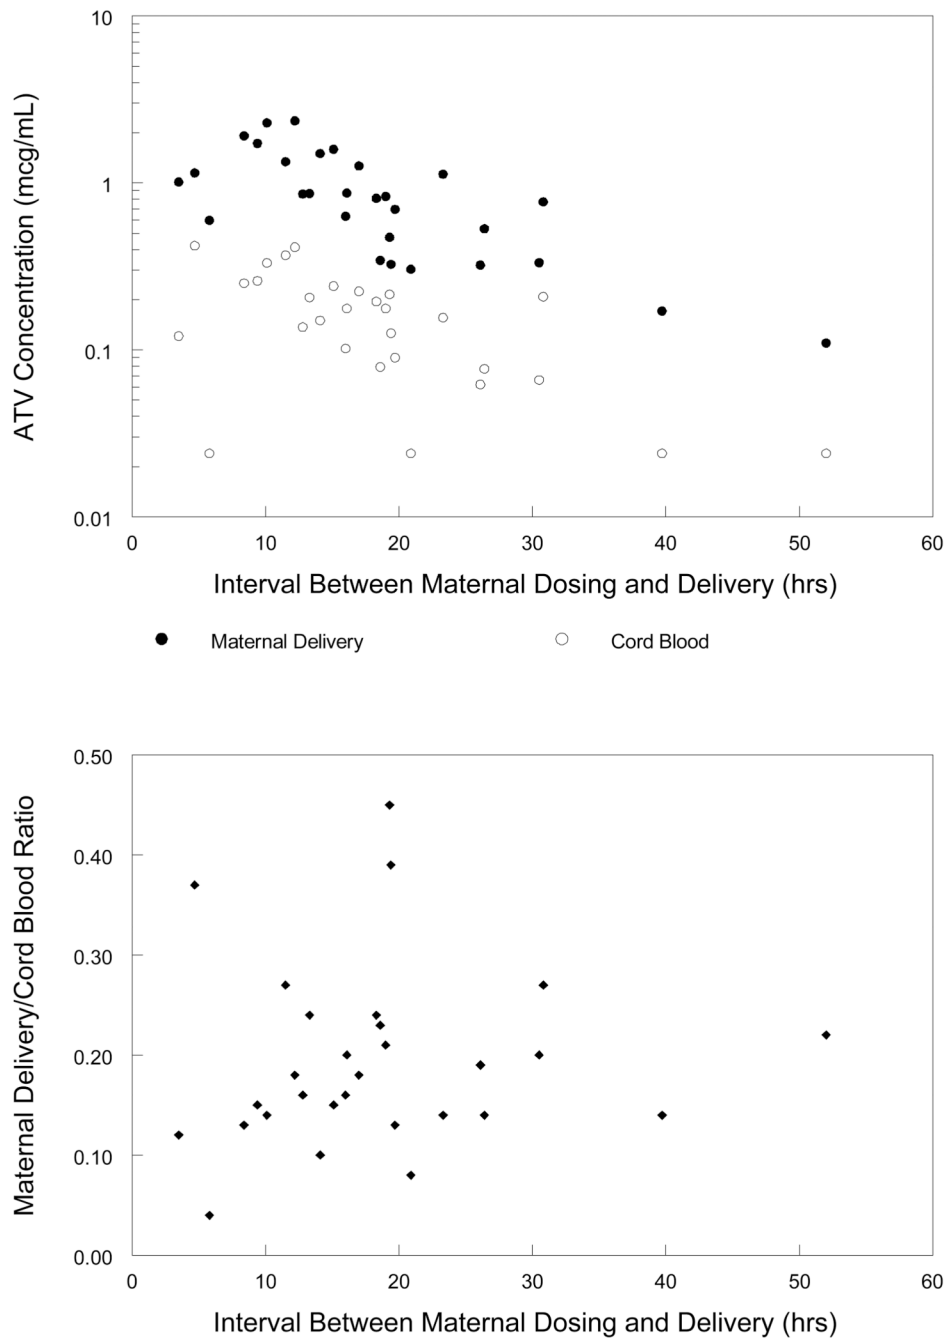 10
1
0.1
0.01
ATV Concentration (mcg/mL)
0 10 20 30 40 50 60
Interval Between Maternal Dosing and Delivery (hrs)
Maternal Delivery Cord Blood
0.50
0.40
0.30
0.20
0.10
0.00
Maternal Delivery/Cord Blood Ratio
0 10 20 30 40 50 60
Interval Between Maternal Dosing and Delivery (hrs)